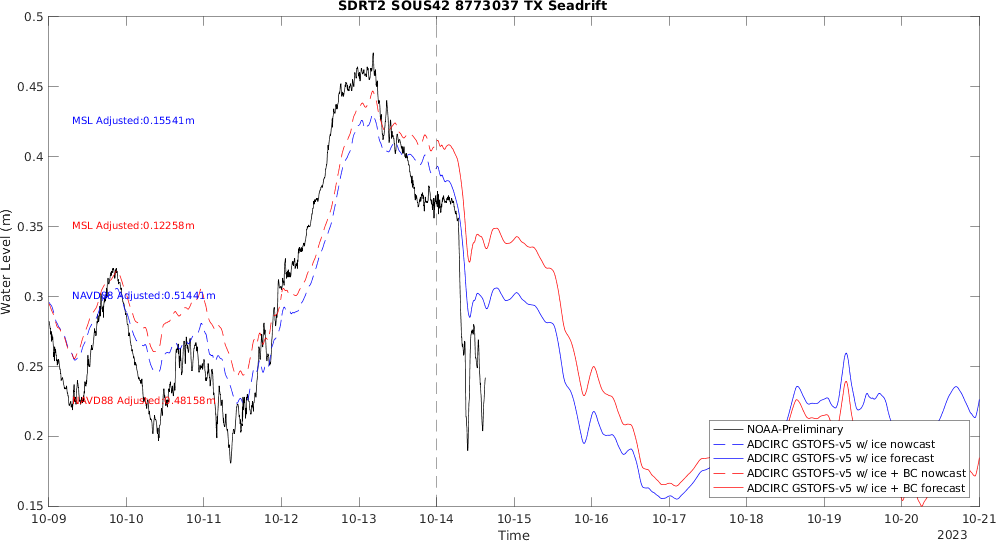 SDRT2 SOUS42 8773037 TX Seadrift
0.5
0.45
0.4
0.35
0.3
0.25
0.2
0.15
Water Level (m)
MSL Adjusted:0.15541m
MSL Adjusted:0.12258m
NAVD88 Adjusted:0.51441m
NAVD88 Adjusted:0.48158m
NOAA-Preliminary
ADCIRC GSTOFS-v5 w/ ice nowcast
ADCIRC GSTOFS-v5 w/ ice forecast
ADCIRC GSTOFS-v5 w/ ice + BC nowcast
ADCIRC GSTOFS-v5 w/ ice + BC forecast
10-09 10-10 10-11 10-12 10-13 10-14 10-15 10-16 10-17 10-18 10-19 10-20 10-21
Time
2023